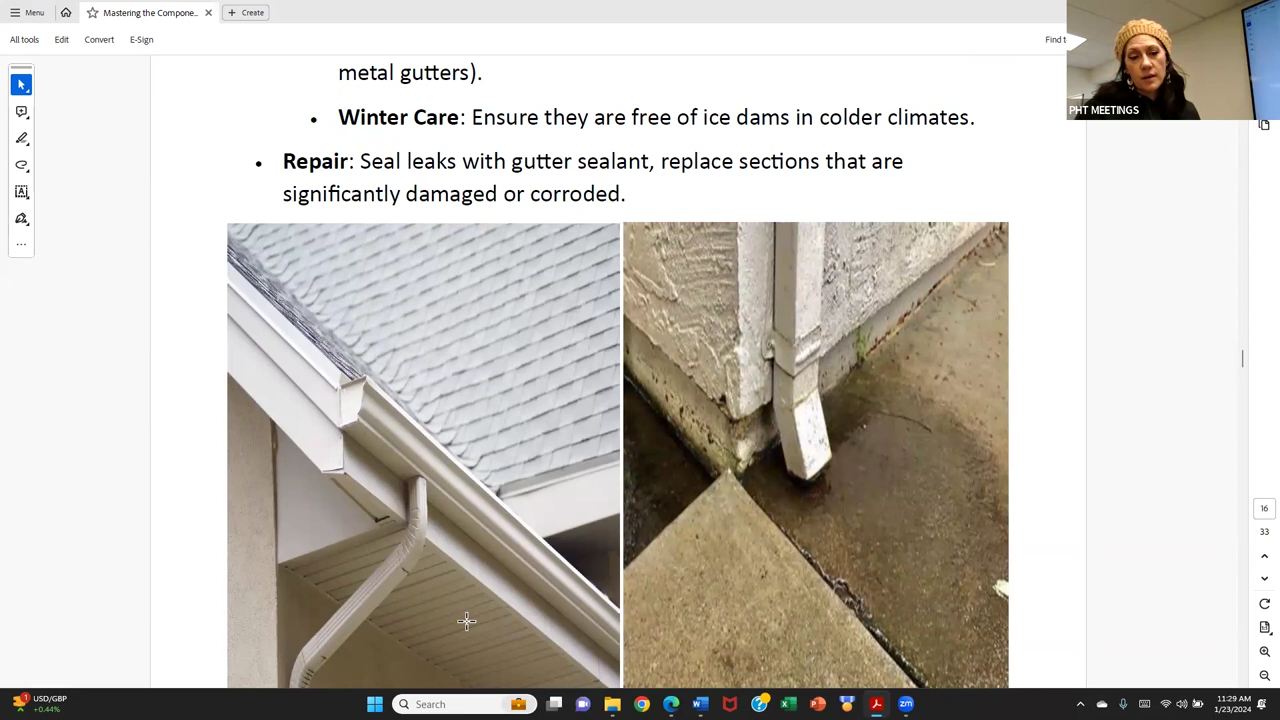 Menu
Mastering the Compone...
Create
All tools
Edit
Convert
E-Sign
Find t
PHT MEETINGS
metal gutters).
• Winter Care: Ensure they are free of ice dams in colder climates.
• Repair: Seal leaks with gutter sealant, replace sections that are
significantly damaged or corroded.
16
33
USD/GBP
+0.44%
Search
11:29 AM
1/23/2024